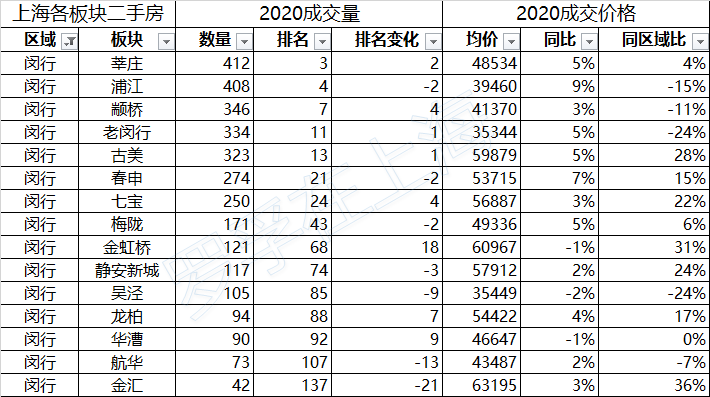 上海各板块二手房 2020成交量 2020成交价格
区域 板块 数量 排名 排名变化 均价 同比 同区域比
闵行 莘庄 412 3 2 48534 5% 4%
闵行 浦江 408 4 -2 39460 9% -15%
闵行 颛桥 346 7 4 41370 3% -11%
闵行 老闵行 334 11 1 35344 5% -24%
闵行 古美 323 13 1 59879 5% 28%
闵行 春申 274 21 -2 53715 7% 15%
闵行 七宝 250 24 4 56887 3% 22%
闵行 梅陇 171 43 -2 49336 5% 6%
闵行 金虹桥 121 68 18 60967 -1% 31%
闵行 静安新城 117 74 -3 57912 2% 24%
闵行 吴泾 105 85 -9 35449 -2% -24%
闵行 龙柏 94 88 7 54422 4% 17%
闵行 华漕 90 92 9 46647 -1% 0%
闵行 航华 73 107 -13 43487 2% -7%
闵行 金汇 42 137 -21 63195 3% 36%
罗孚在上海